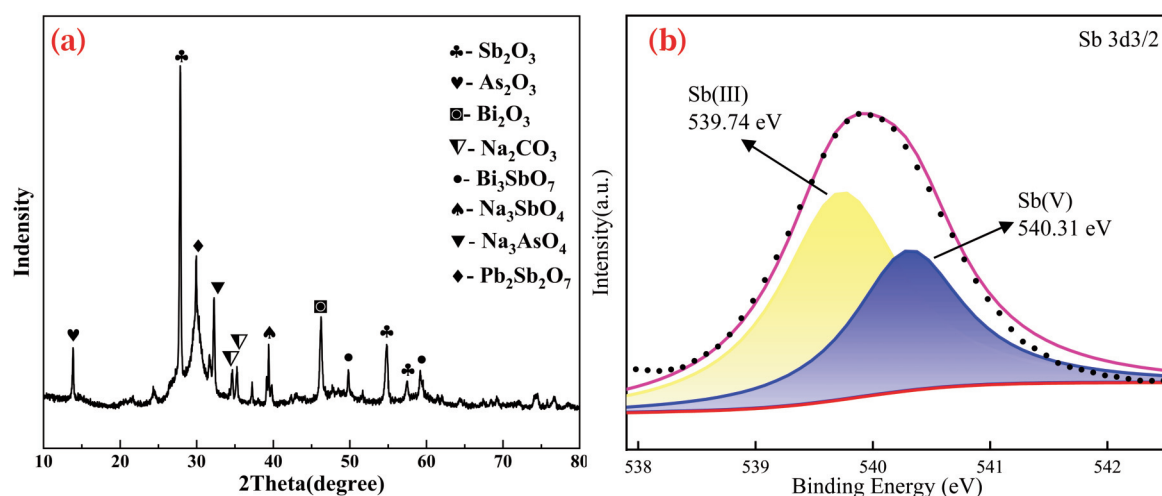 (a)
♣- Sb₂O₃
♥- As₂O₃
◙- Bi₂O₃
⧨- Na₂CO₃
●- Bi₃SbO₇
♠- Na₃SbO₄
▼- Na₃AsO₄
♦- Pb₂Sb₂O₇
Indensity
10 20 30 40 50 60 70 80
2Theta(degree)
(b)
Sb 3d3/2
Sb(III)
539.74 eV
Sb(V)
540.31 eV
Intensity(a.u.)
538 539 540 541 542
Binding Energy (eV)